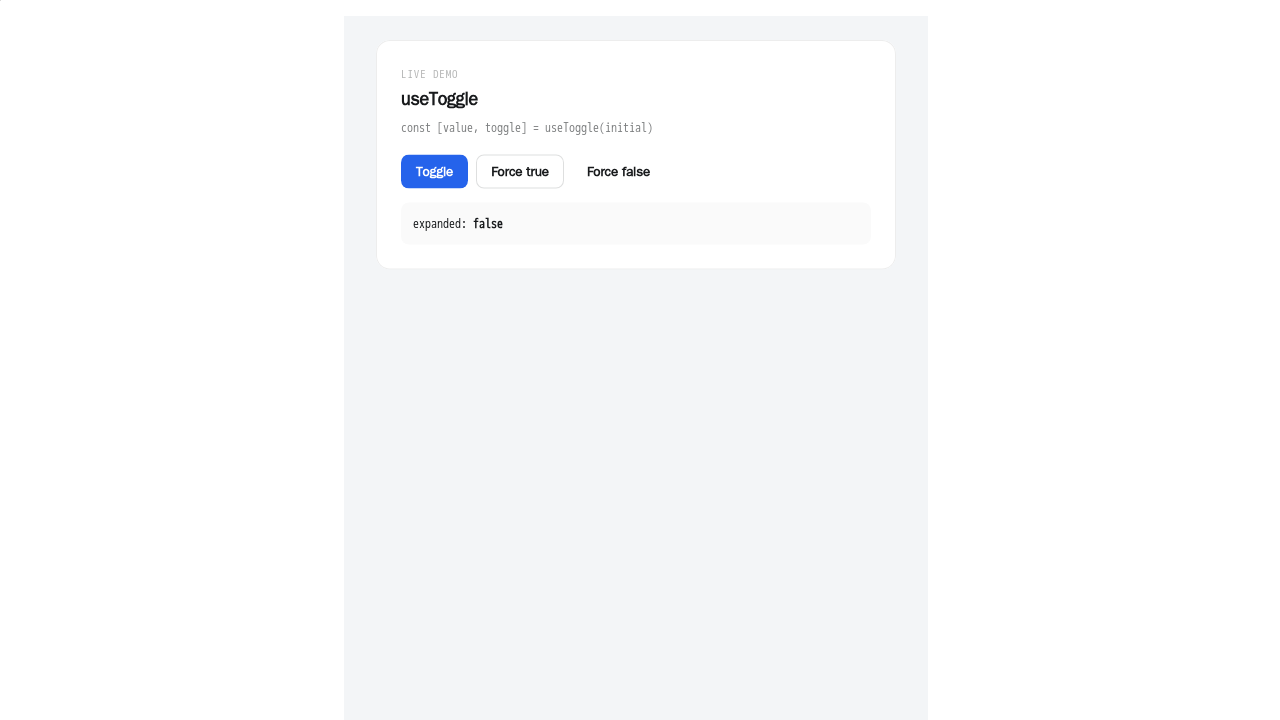 LIVE DEMO
useToggle
const [value, toggle] = useToggle(initial)
Toggle Force true Force false
expanded: false